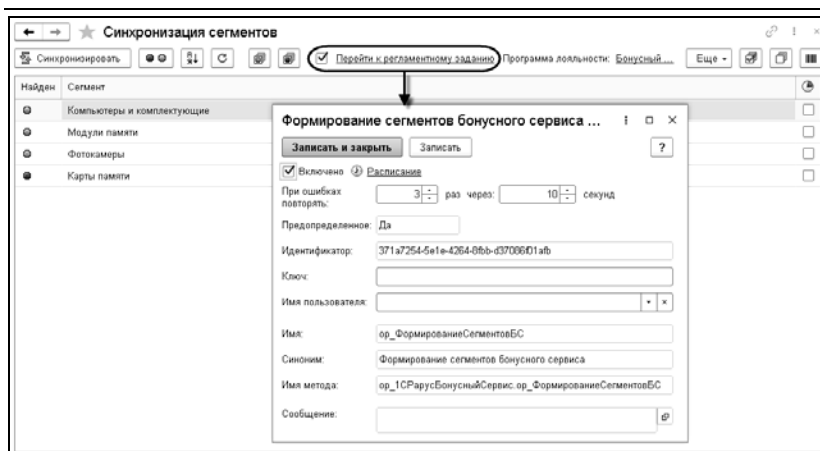 Синхронизация сегментов
Синхронизировать Перейти к регламентному заданию Программа лояльности: Бонусный ... Еще
Найден Сегмент
Компьютеры и комплектующие
Модули памяти
Фотокамеры
Карты памяти
Формирование сегментов бонусного сервиса ...
Записать и закрыть Записать ?
Включено Расписание
При ошибках
повторять: 3 раз через: 10 секунд
Предопределенное: Да
Идентификатор: 371a7254-5e1e-4264-8fbb-d37086f01afb
Ключ:
Имя пользователя:
Имя: ор_ФормированиеСегментовБС
Синоним: Формирование сегментов бонусного сервиса
Имя метода: ор_1СРарусБонусныйСервис.ор_ФормированиеСегментовБС
Сообщение: